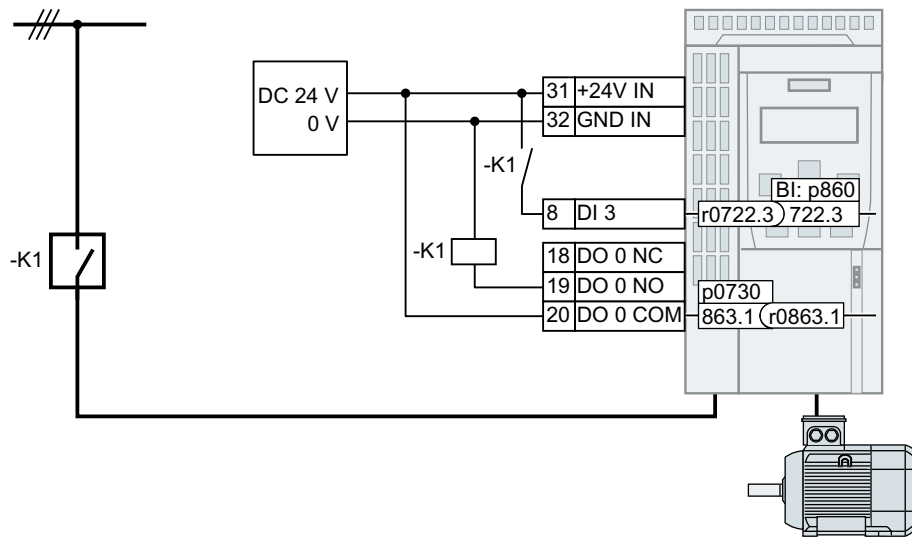 DC 24 V
0 V
31 +24V IN
32 GND IN
-K1
8 DI 3
BI: p860
r0722.3 722.3
-K1
18 DO 0 NC
19 DO 0 NO
20 DO 0 COM
-K1
p0730
863.1 r0863.1